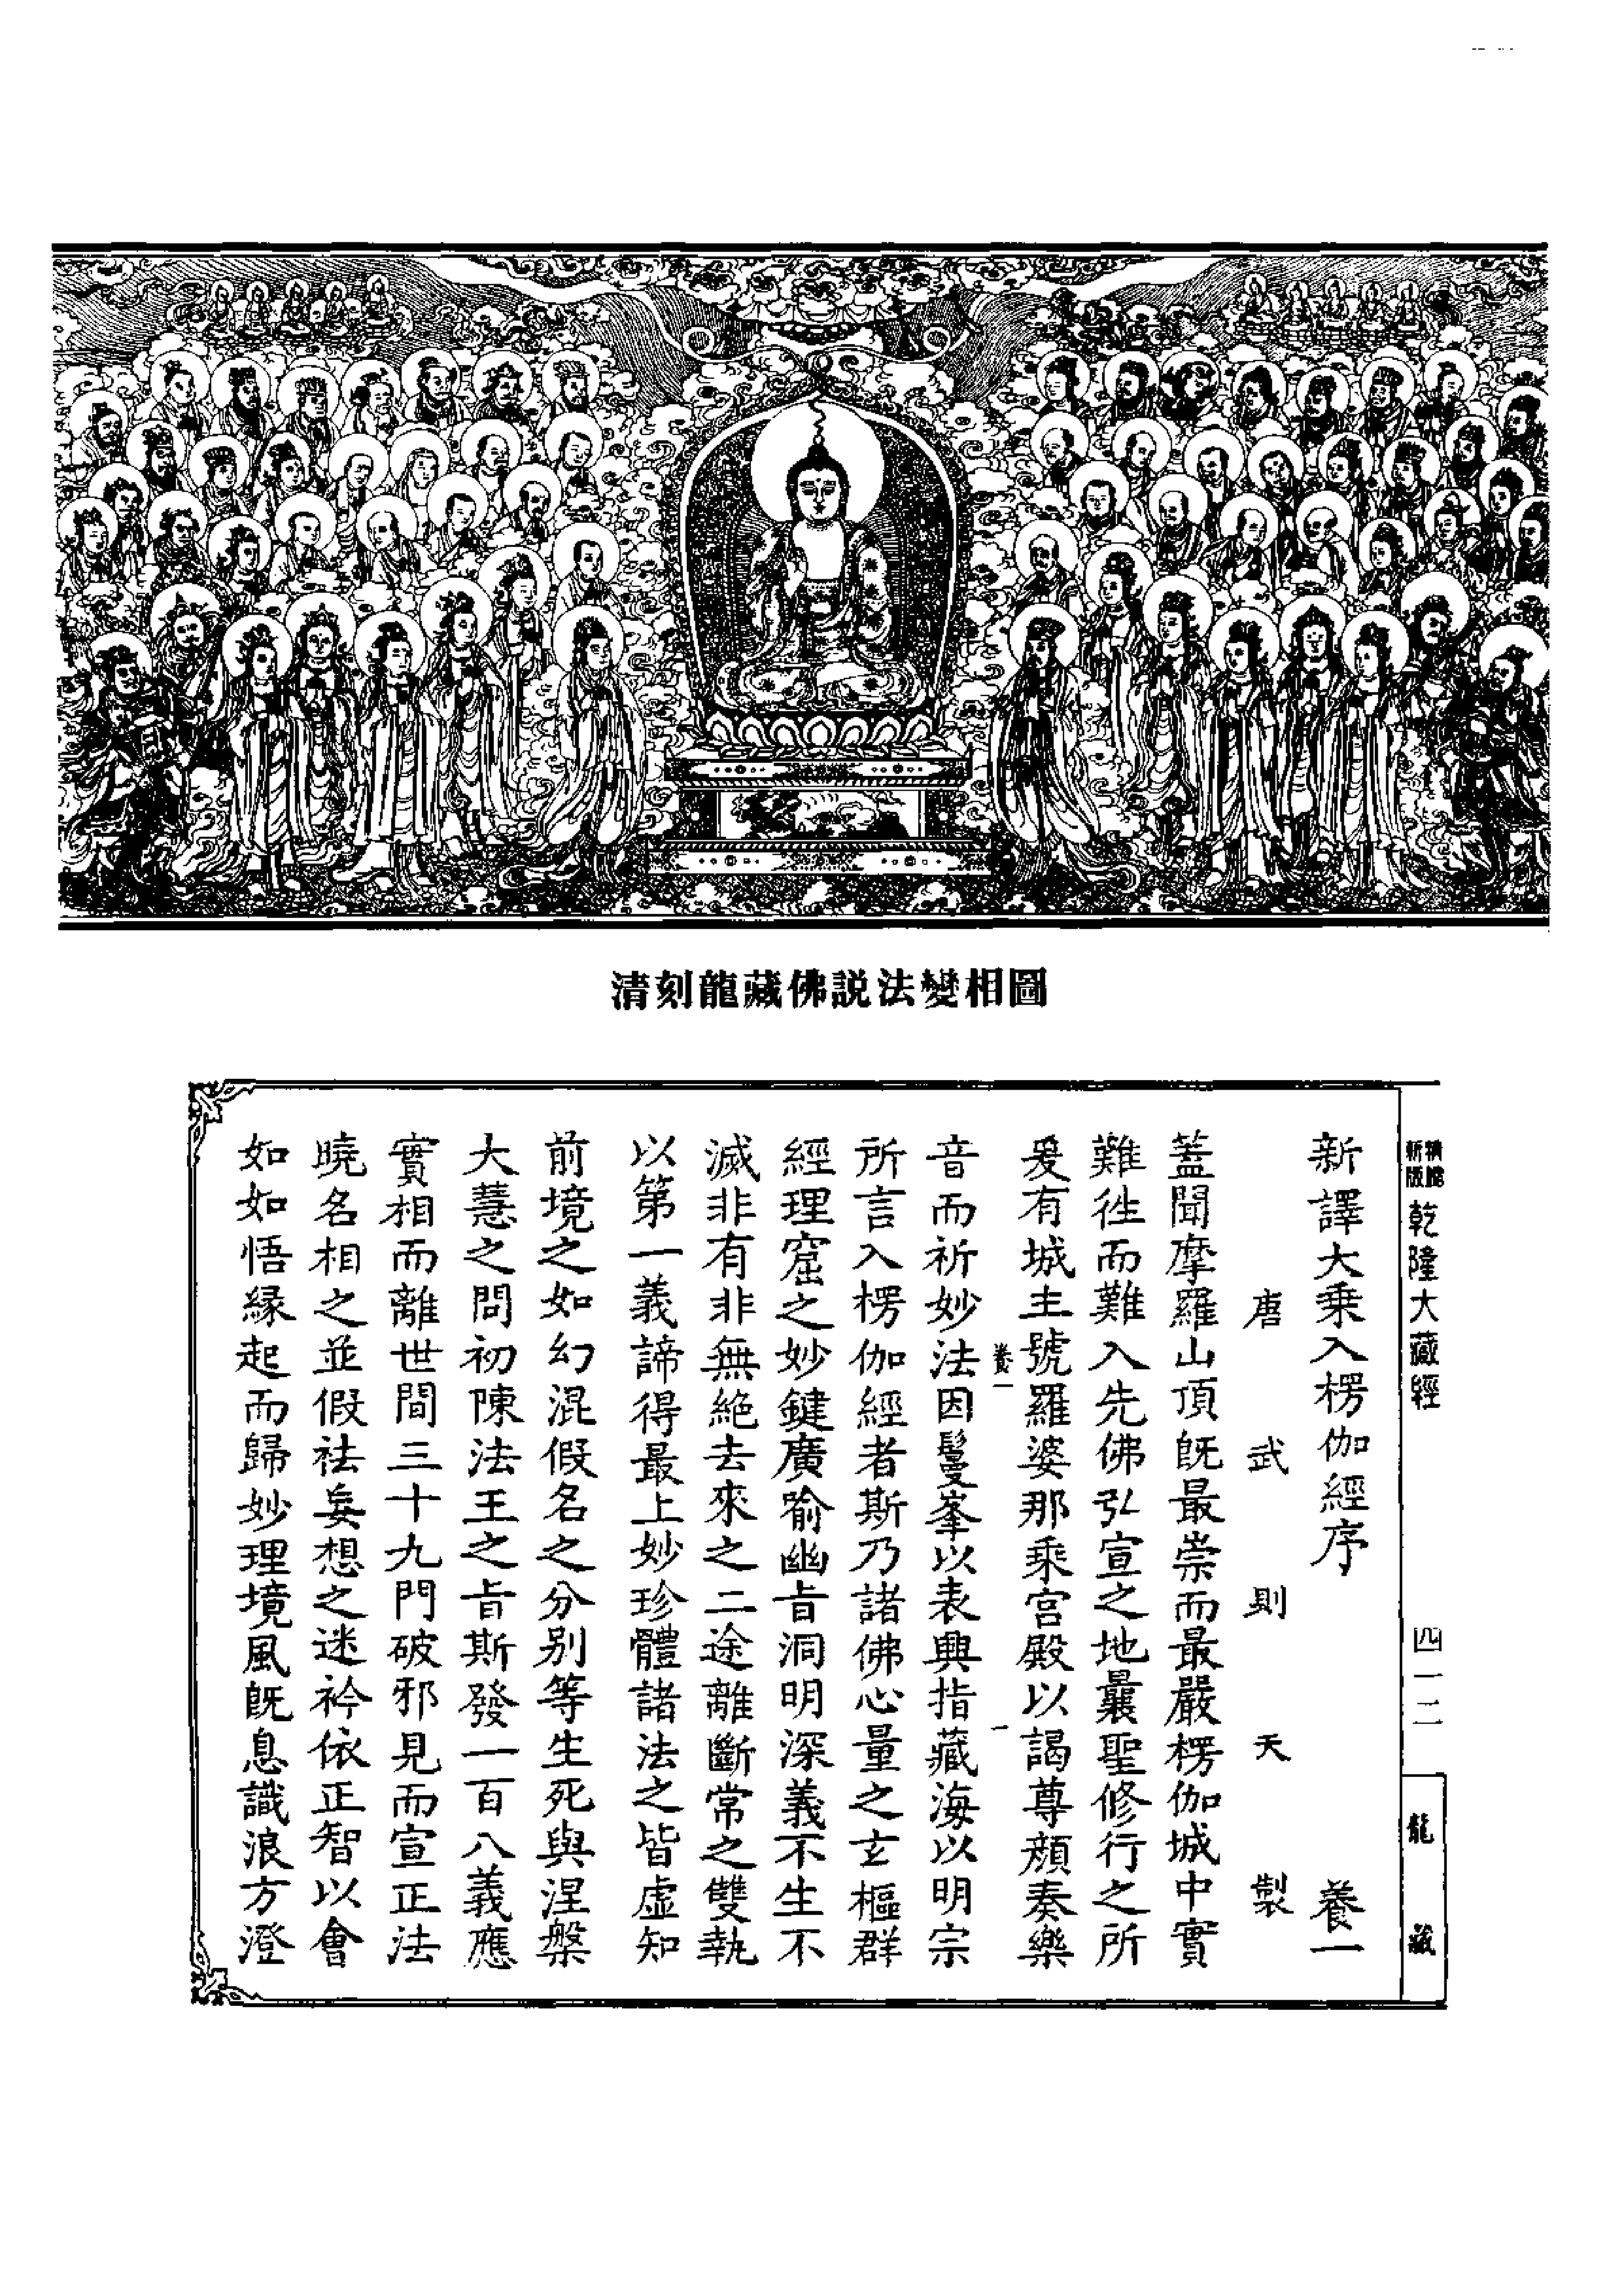 清刻龍藏佛説法變相圖
新版
乾隆大藏經
四一二
龍藏
新譯大乗入楞伽經序 養一
唐武則天製
蓋聞摩羅山頂旣最崇而最嚴楞伽城中實
難徃而難入先佛弘宣之地曩聖修行之所
爰有城主號羅婆那乘宮殿以謁尊顔奏樂
養一 一
音而祈妙法因鬘峯以表興指藏海以明宗
所言入楞伽經者斯乃諸佛心量之玄樞群
經理窟之妙鍵廣喻幽旨洞明深義不生不
滅非有非無絶去來之二途離斷常之雙執
以第一義諦得最上妙珍體諸法之皆虛知
前境之如幻混假名之分别等生死與涅槃
大慧之問初陳法王之旨斯發一百八義應
實相而離世間三十九門破邪見而宣正法
曉名相之並假祛妄想之迷衿依正智以會
如如悟縁起而歸妙理境風旣息識浪方澄